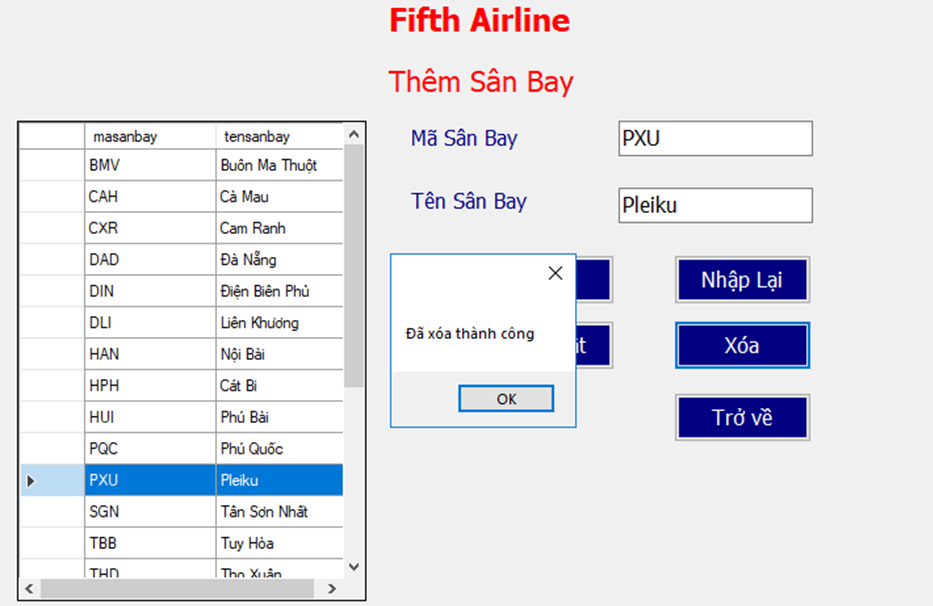 Fifth Airline
Thêm Sân Bay
masanbay tensanbay
BMV Buôn Ma Thuột
CAH Cà Mau
CXR Cam Ranh
DAD Đà Nẵng
DIN Điện Biên Phủ
DLI Liên Khương
HAN Nội Bài
HPH Cát Bi
HUI Phú Bài
PQC Phú Quốc
PXU Pleiku
SGN Tân Sơn Nhất
TBB Tuy Hòa
THD Thọ Xuân
Mã Sân Bay PXU
Tên Sân Bay Pleiku
Đã xóa thành công
OK
Nhập Lại
Xóa
Trở về